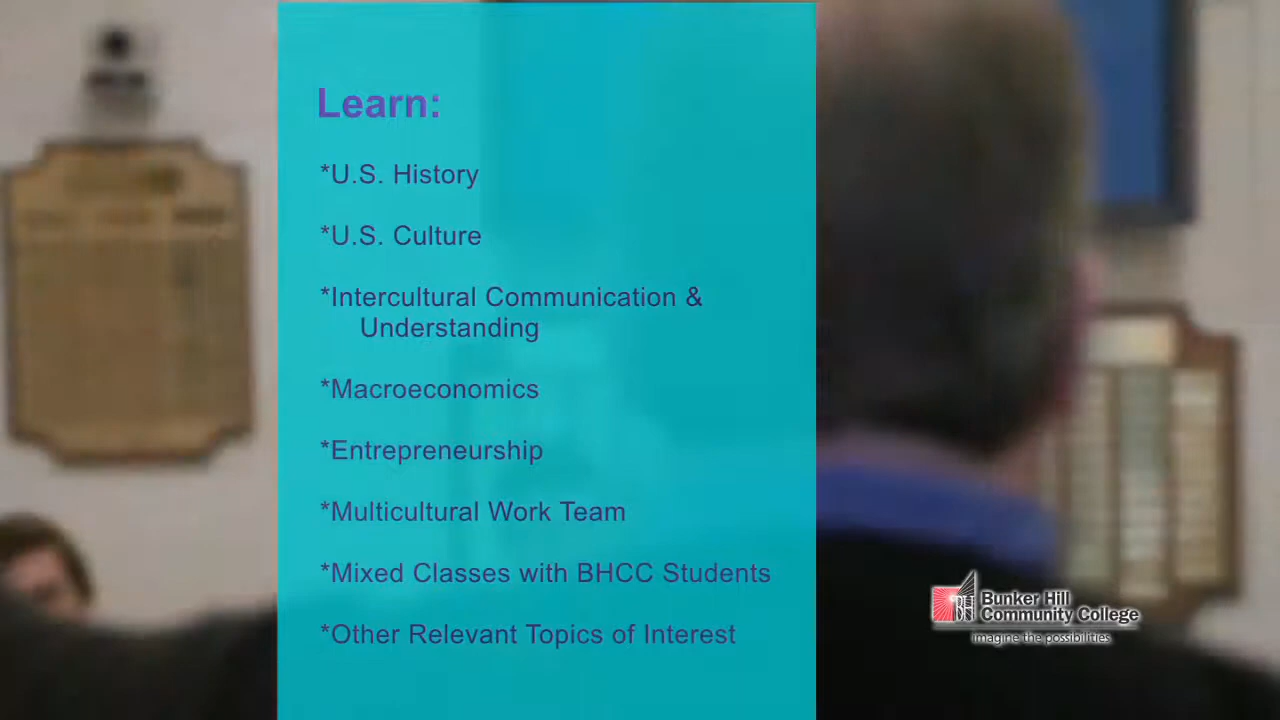 Learn:
*U.S. History
*U.S. Culture
*Intercultural Communication &
Understanding
*Macroeconomics
*Entrepreneurship
*Multicultural Work Team
*Mixed Classes with BHCC Students
*Other Relevant Topics of Interest
Bunker Hill
Community College
imagine the possibilities